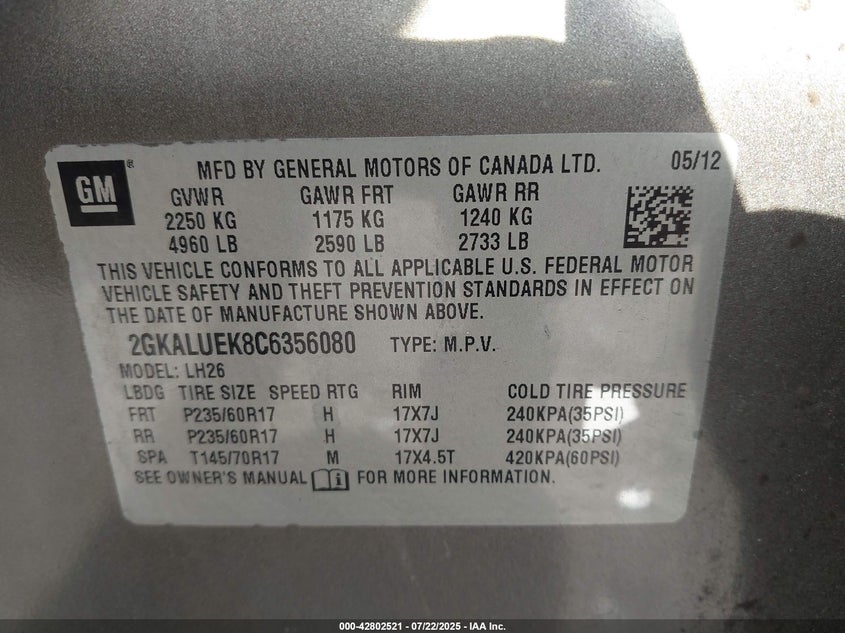 GM ® MFD BY GENERAL MOTORS OF CANADA LTD. 05/12
GVWR GAWR FRT GAWR RR
2250 KG 1175 KG 1240 KG
4960 LB 2590 LB 2733 LB
THIS VEHICLE CONFORMS TO ALL APPLICABLE U.S. FEDERAL MOTOR
VEHICLE SAFETY AND THEFT PREVENTION STANDARDS IN EFFECT ON
THE DATE OF MANUFACTURE SHOWN ABOVE.
2GKALUEK8C6356080 TYPE: M.P.V.
MODEL: LH26
LBDG TIRE SIZE SPEED RTG RIM COLD TIRE PRESSURE
FRT P235/60R17 H 17X7J 240KPA(35PSI)
RR P235/60R17 H 17X7J 240KPA(35PSI)
SPA T145/70R17 M 17X4.5T 420KPA(60PSI)
SEE OWNER'S MANUAL i FOR MORE INFORMATION.
000-42802521 - 07/22/2025 - IAA Inc.